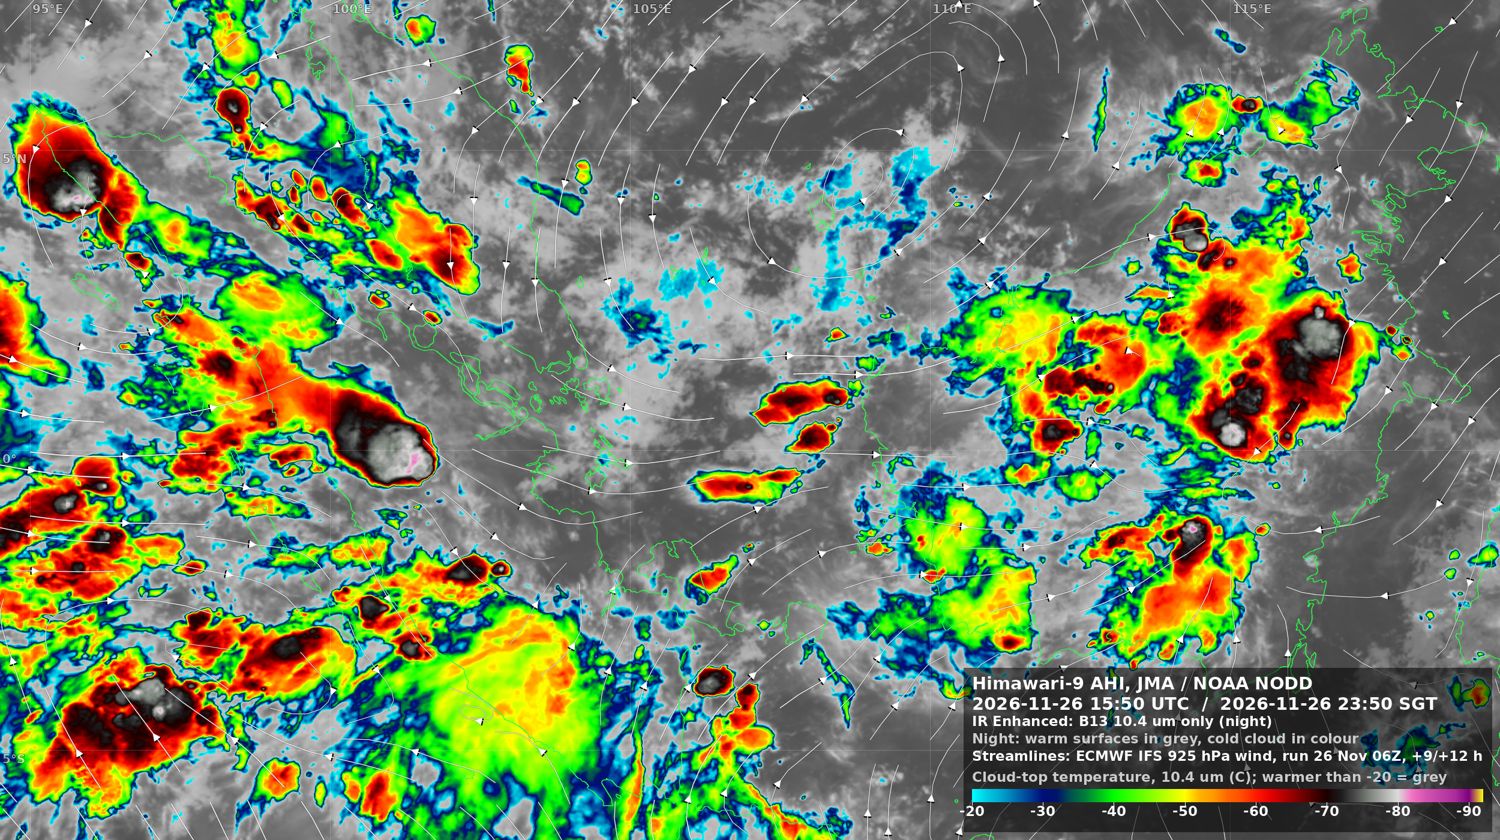 95°E 100°E 105°E 110°E 115°E
5°N
0°
5°S
Himawari-9 AHI, JMA / NOAA NODD
2026-11-26 15:50 UTC / 2026-11-26 23:50 SGT
IR Enhanced: B13 10.4 um only (night)
Night: warm surfaces in grey, cold cloud in colour
Streamlines: ECMWF IFS 925 hPa wind, run 26 Nov 06Z, +9/+12 h
Cloud-top temperature, 10.4 um (C); warmer than -20 = grey
-20 -30 -40 -50 -60 -70 -80 -90